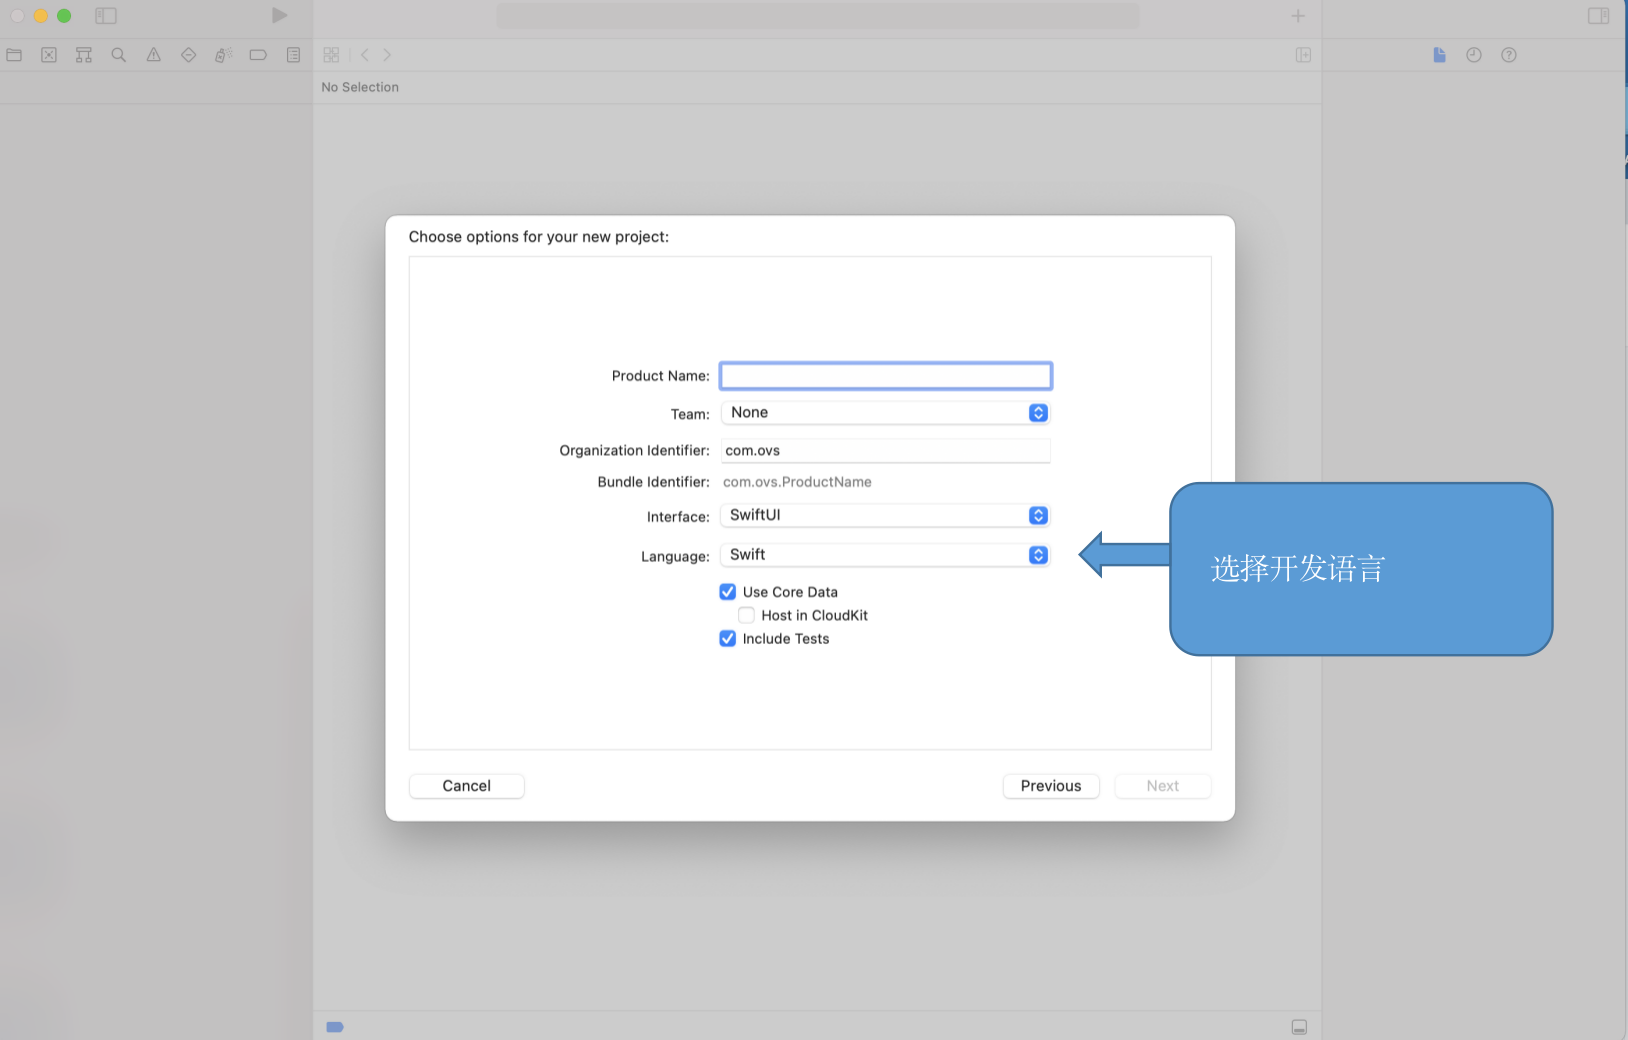 No Selection
Choose options for your new project:
Product Name:
Team: None
Organization Identifier: com.ovs
Bundle Identifier: com.ovs.ProductName
Interface: SwiftUI
Language: Swift
选择开发语言
Use Core Data
Host in CloudKit
Include Tests
Cancel
Previous
Next